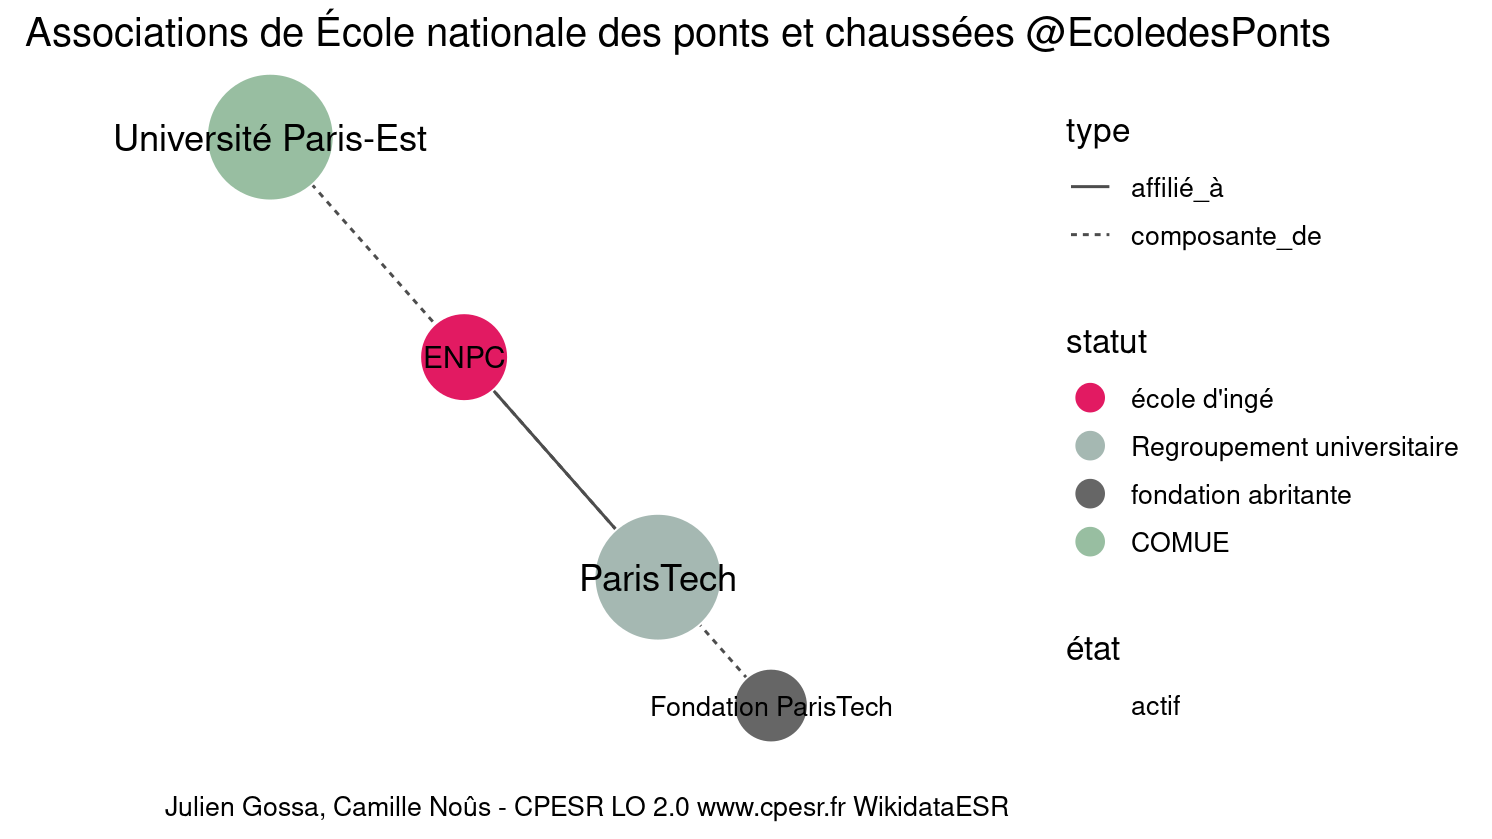 Associations de École nationale des ponts et chaussées @EcoledesPonts
Université Paris-Est
ENPC
ParisTech
Fondation ParisTech
type
affilié_à
composante_de
statut
école d'ingé
Regroupement universitaire
fondation abritante
COMUE
état
actif
Julien Gossa, Camille Noûs - CPESR LO 2.0 www.cpesr.fr WikidataESR